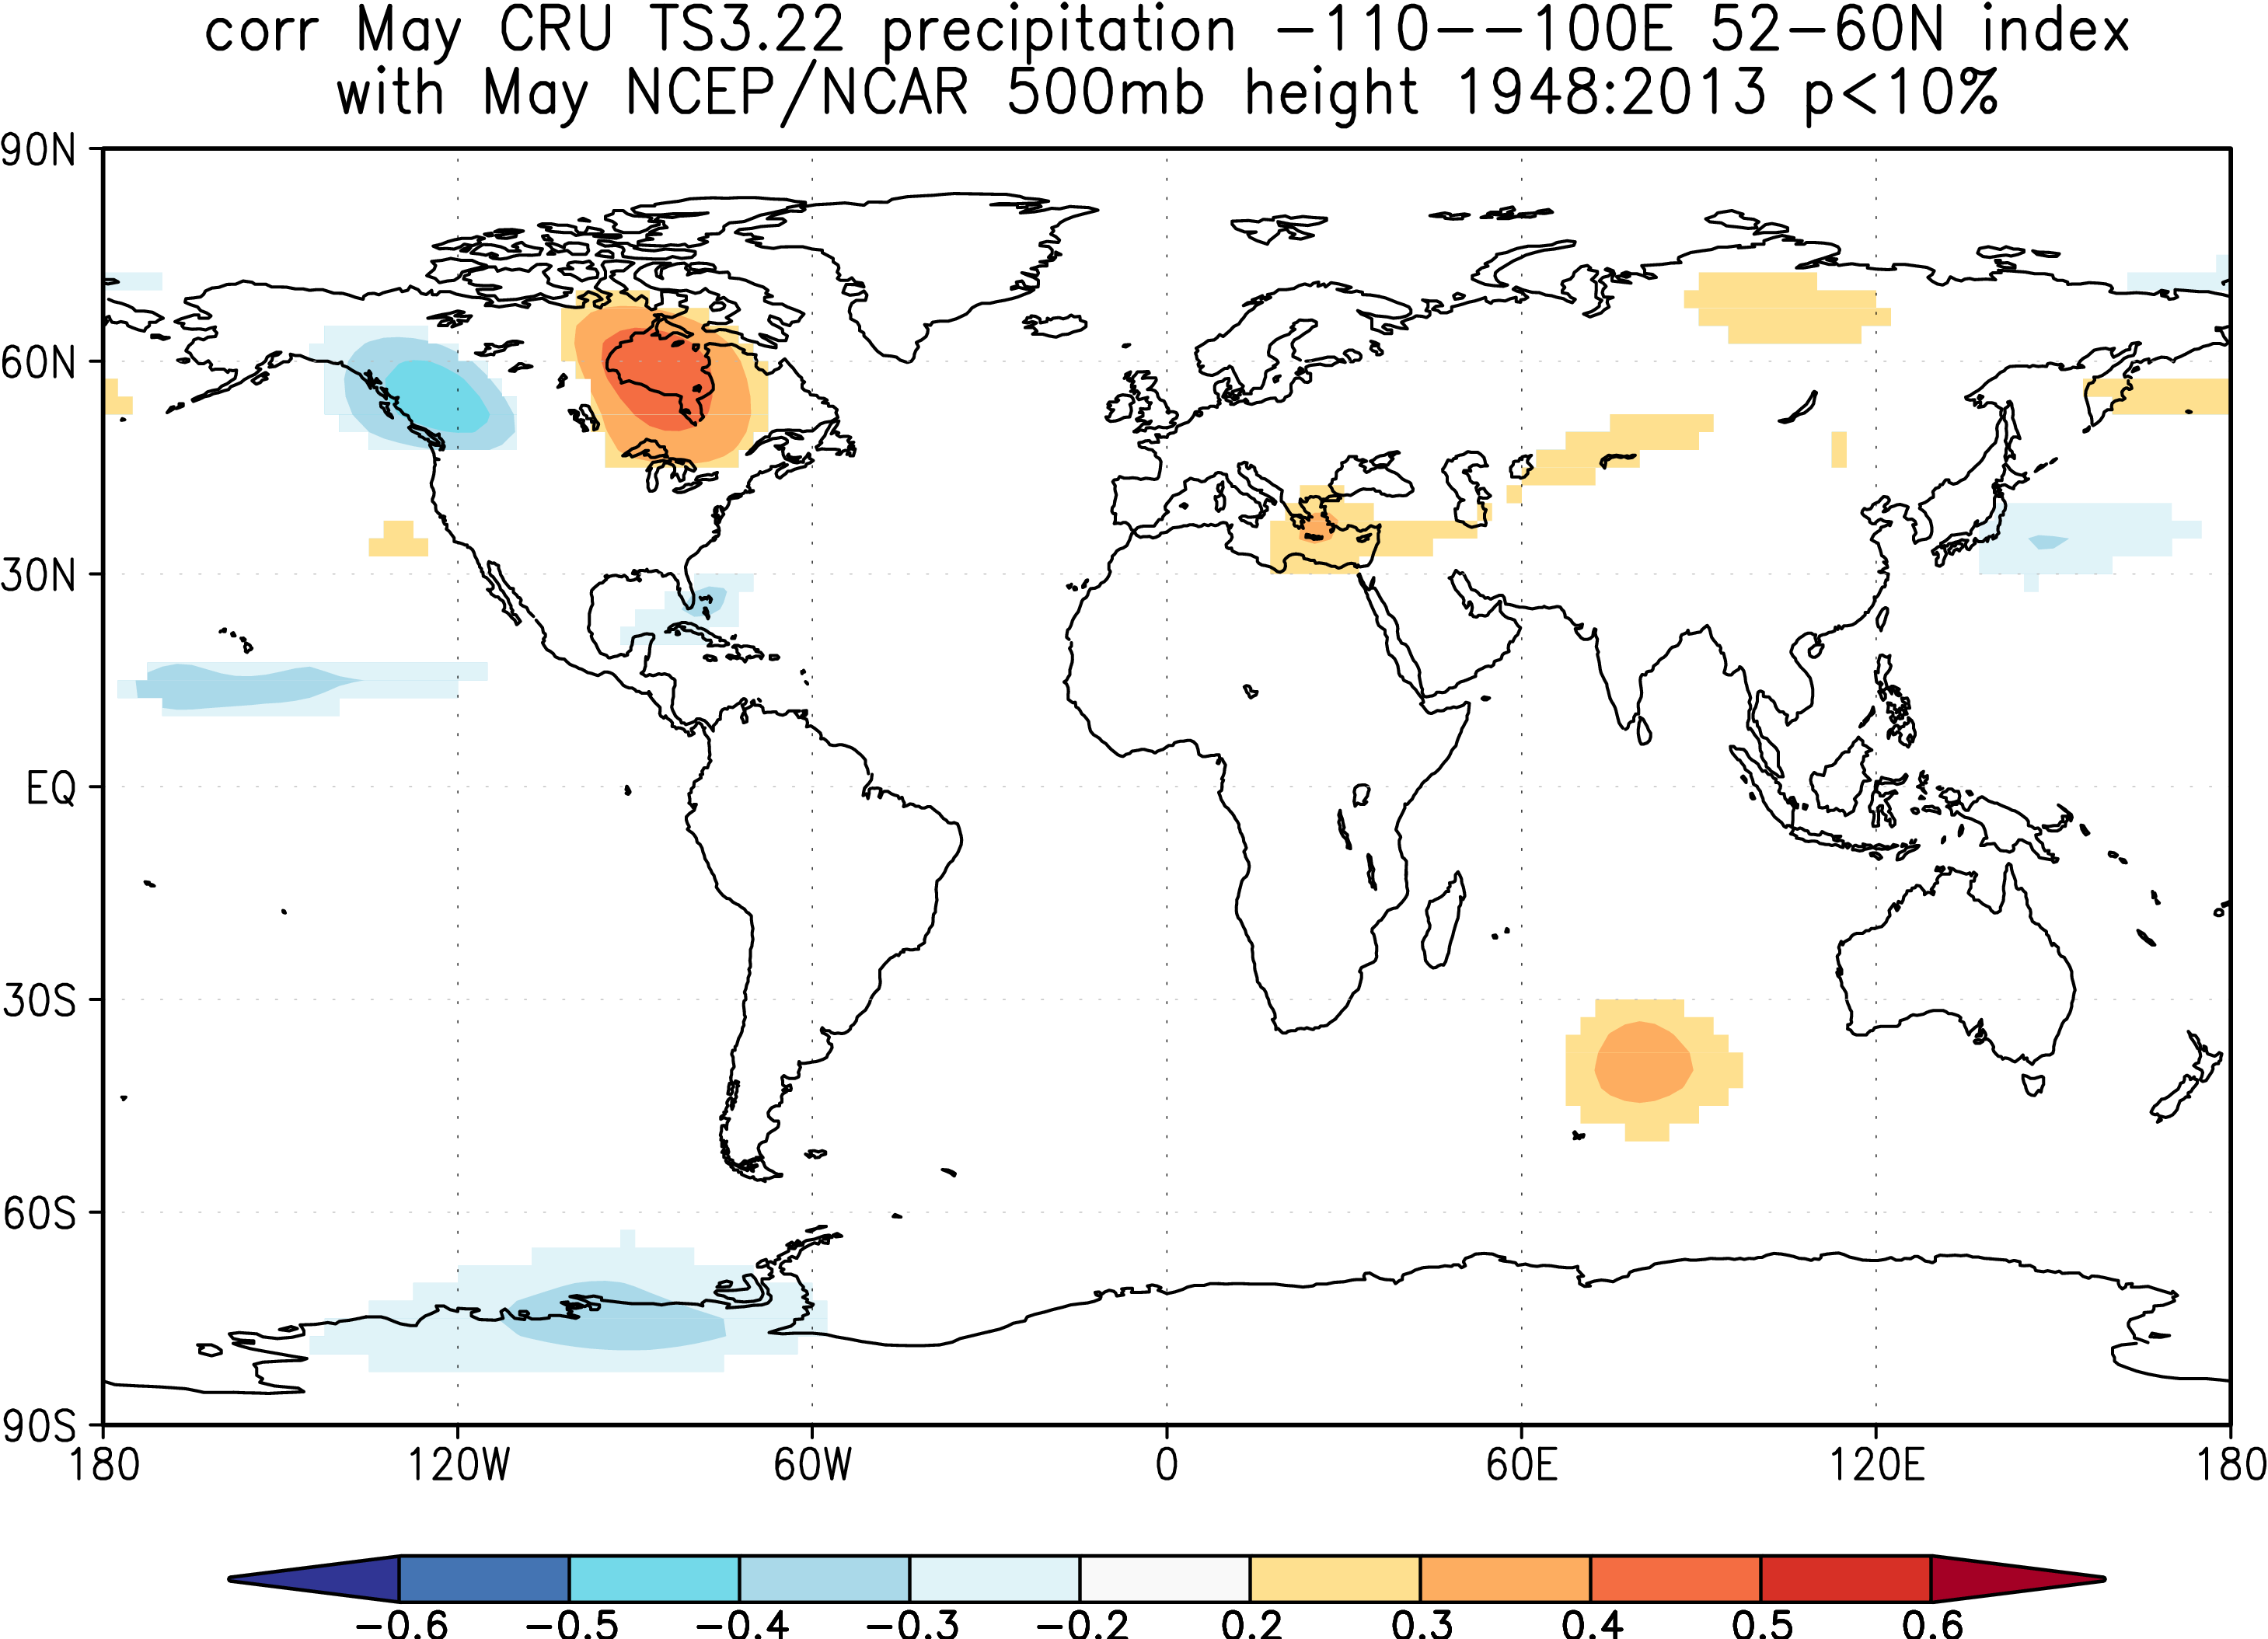 corr May CRU TS3.22 precipitation -110--100E 52-60N index
with May NCEP/NCAR 500mb height 1948:2013 p<10%
90N
60N
30N
EQ
30S
60S
90S
180 120W 60W 0 60E 120E 180
-0.6 -0.5 -0.4 -0.3 -0.2 0.2 0.3 0.4 0.5 0.6